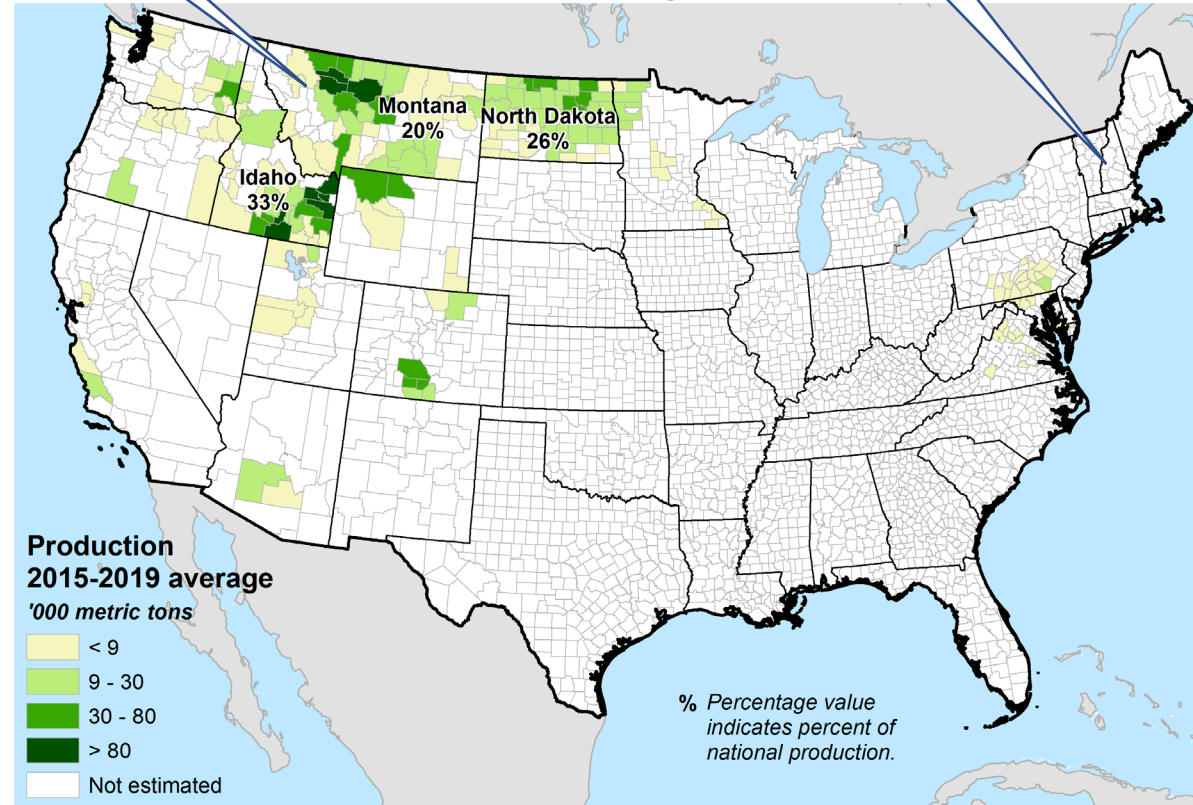 Montana
20%
North Dakota
26%
Idaho
33%
Production
2015-2019 average
'000 metric tons
< 9
9 - 30
30 - 80
> 80
Not estimated
% Percentage value
indicates percent of
national production.